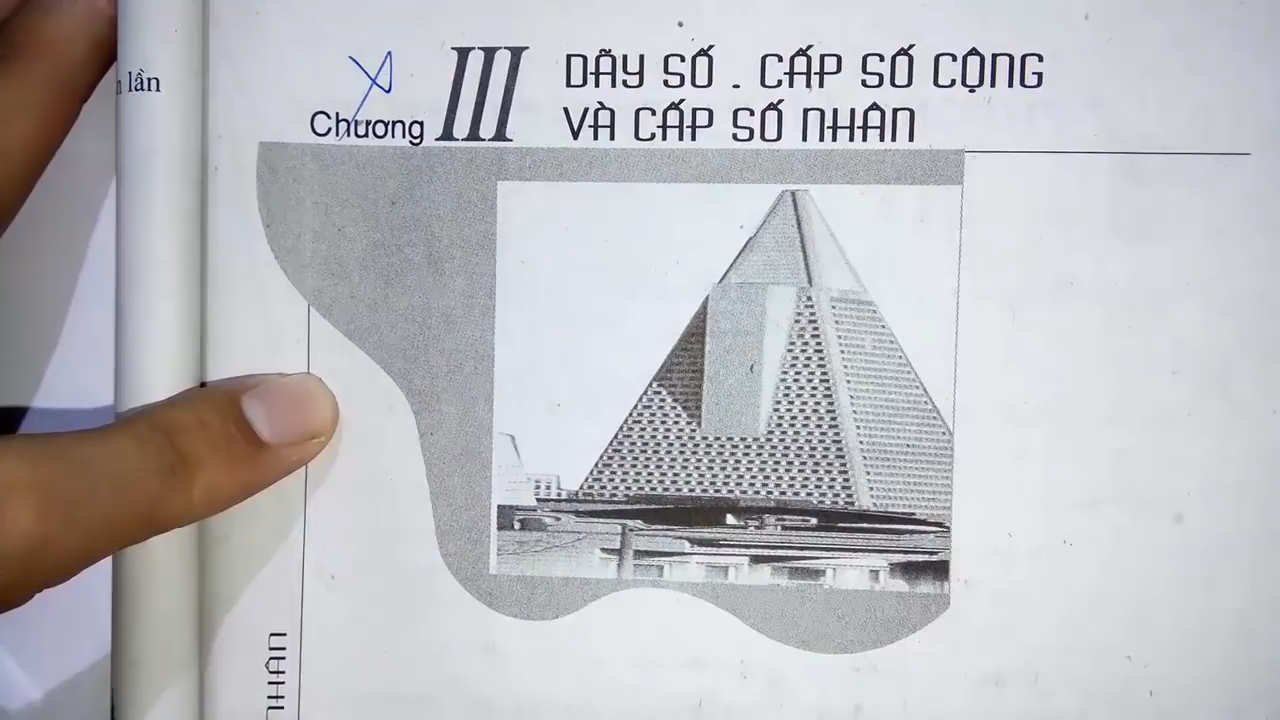 lần
Chương III
DÃY SỐ . CẤP SỐ CỘNG
VÀ CẤP SỐ NHÂN
NHÂN